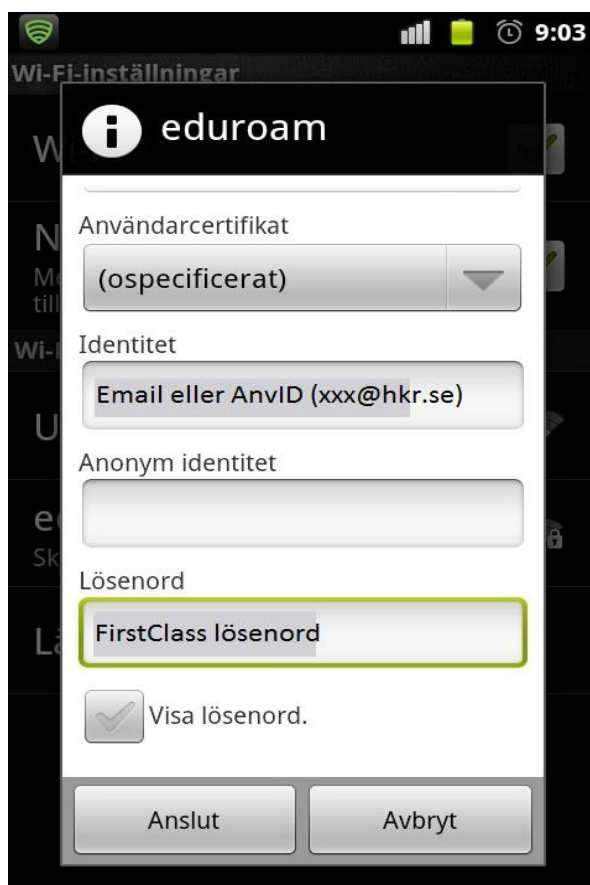 9:03
Wi-Fi-inställningar
eduroam
Användarcertifikat
(ospecificerat)
Identitet
Email eller AnvID (xxx@hkr.se)
Anonym identitet
Lösenord
FirstClass lösenord
Visa lösenord.
Anslut
Avbryt